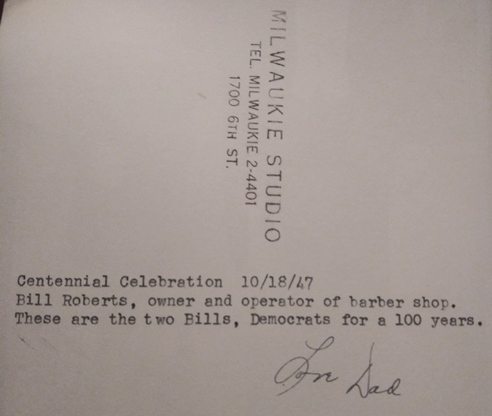 MILWAUKIE STUDIO
TEL. MILWAUKIE 2-4401
1700 6TH ST.
Centennial Celebration 10/18/47
Bill Roberts, owner and operator of barber shop.
These are the two Bills, Democrats for a 100 years.
Dad